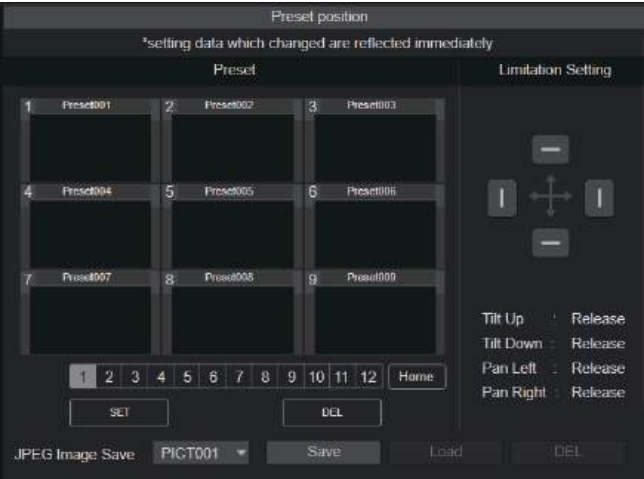 Preset position
*setting data which changed are reflected immediately
Preset
Limitation Setting
1 Preset001
2 Preset002
3 Preset003
4 Preset004
5 Preset005
6 Preset006
7 Preset007
8 Preset008
9 Preset009
Tilt Up : Release
Tilt Down : Release
Pan Left : Release
Pan Right : Release
1 2 3 4 5 6 7 8 9 10 11 12 Home
SET DEL
JPEG Image Save PICT001 Save Load DEL